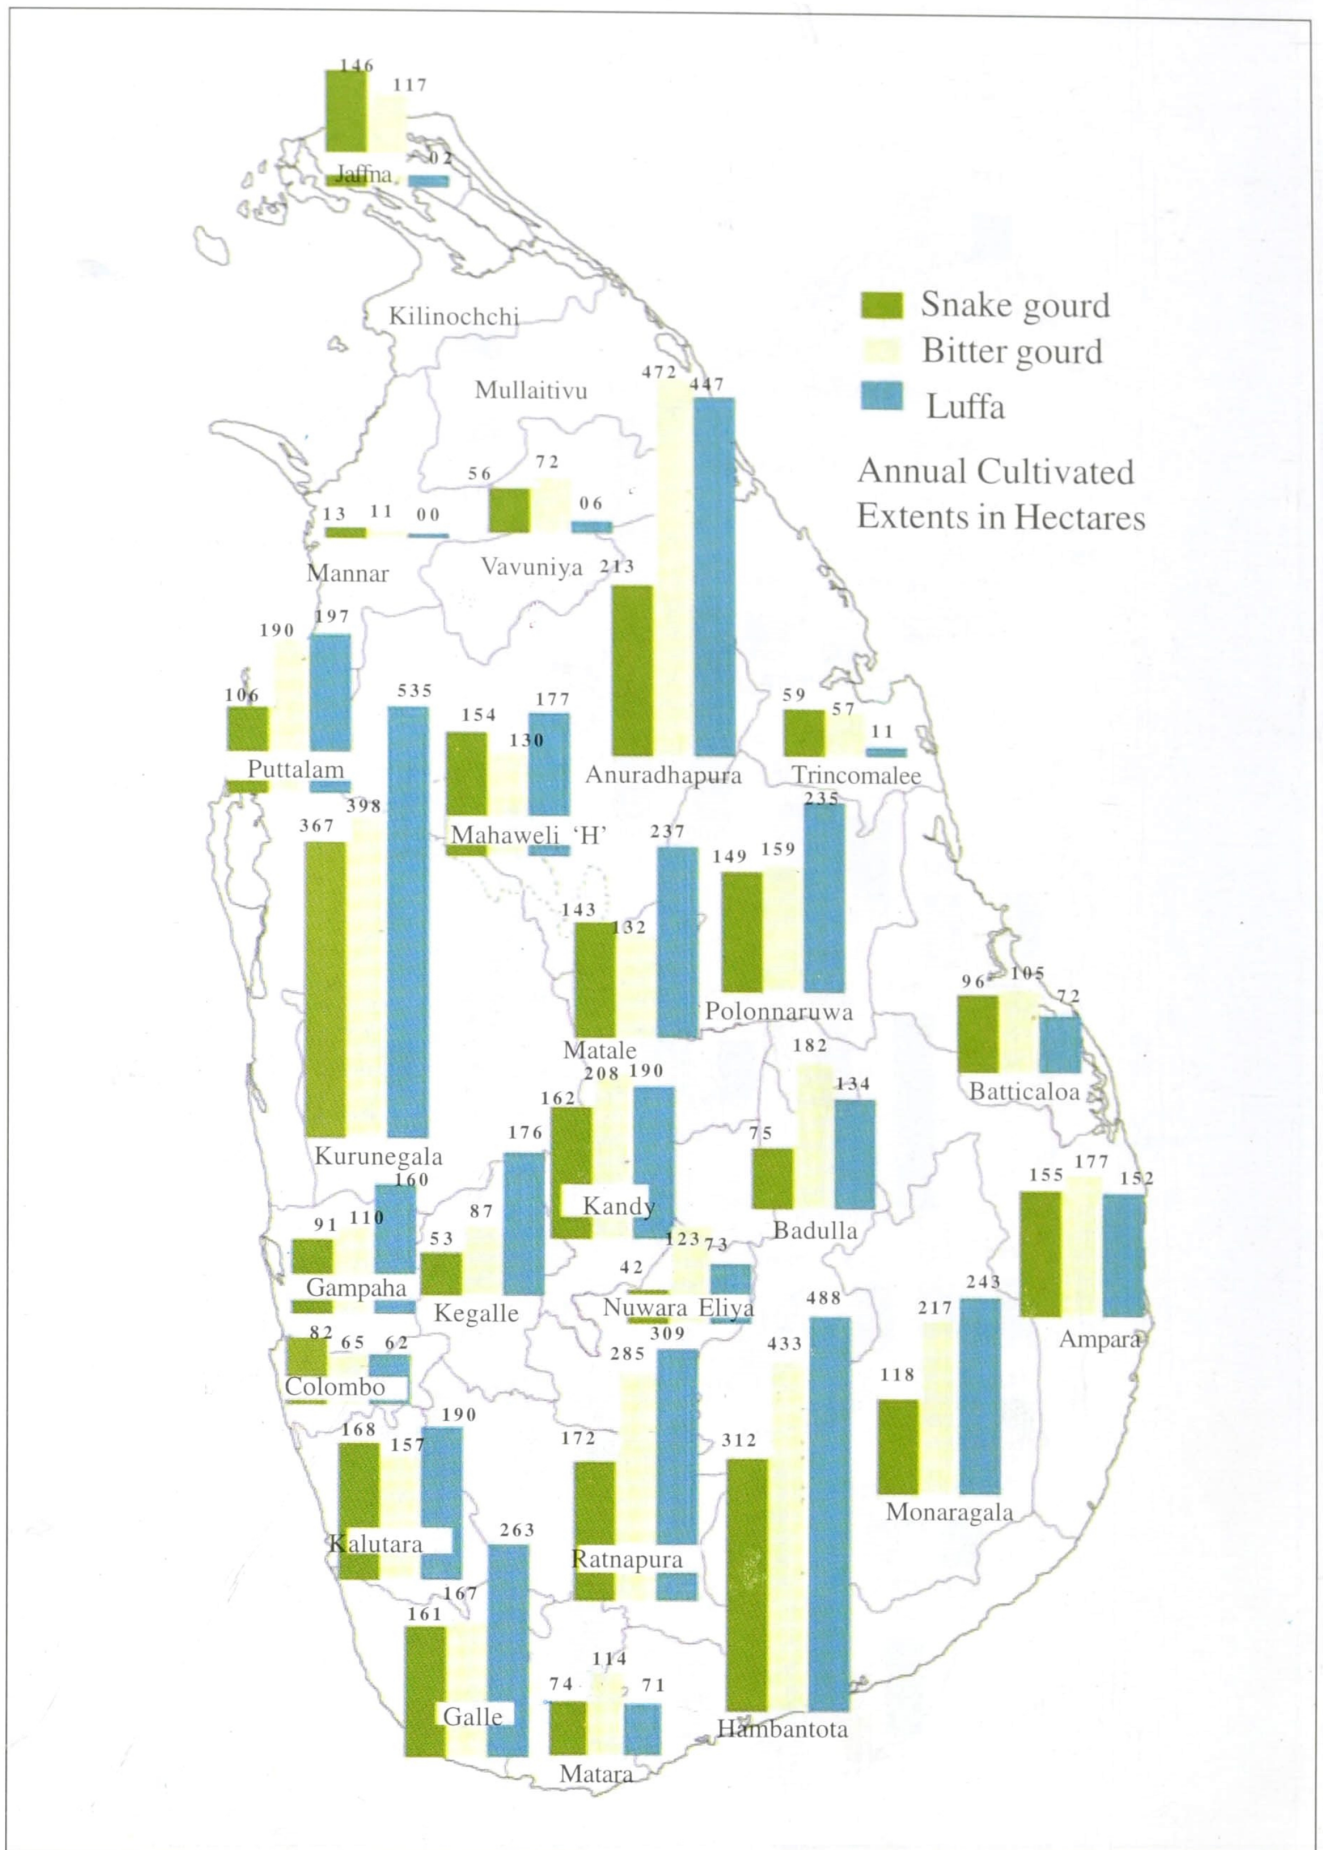 146
117
02
Jaffna
Kilinochchi
Snake gourd
Bitter gourd
Luffa
Annual Cultivated
Extents in Hectares
Mullaitivu
472
447
56
72
06
13
11
00
Mannar
Vavuniya
213
190
197
106
Puttalam
535
154
130
177
Mahaweli ‘H’
Anuradhapura
59
57
11
Trincomalee
367
398
Kurunegala
143
132
237
Matale
149
159
235
Polonnaruwa
96
105
72
Batticaloa
162
208
190
Kandy
75
182
134
Badulla
155
177
152
Ampara
91
110
160
Gampaha
53
87
176
Kegalle
42
123
73
Nuwara Eliya
82
65
62
Colombo
285
309
172
Ratnapura
312
433
488
Hambantota
118
217
243
Monaragala
168
157
190
Kalutara
161
167
263
Galle
74
114
71
Matara